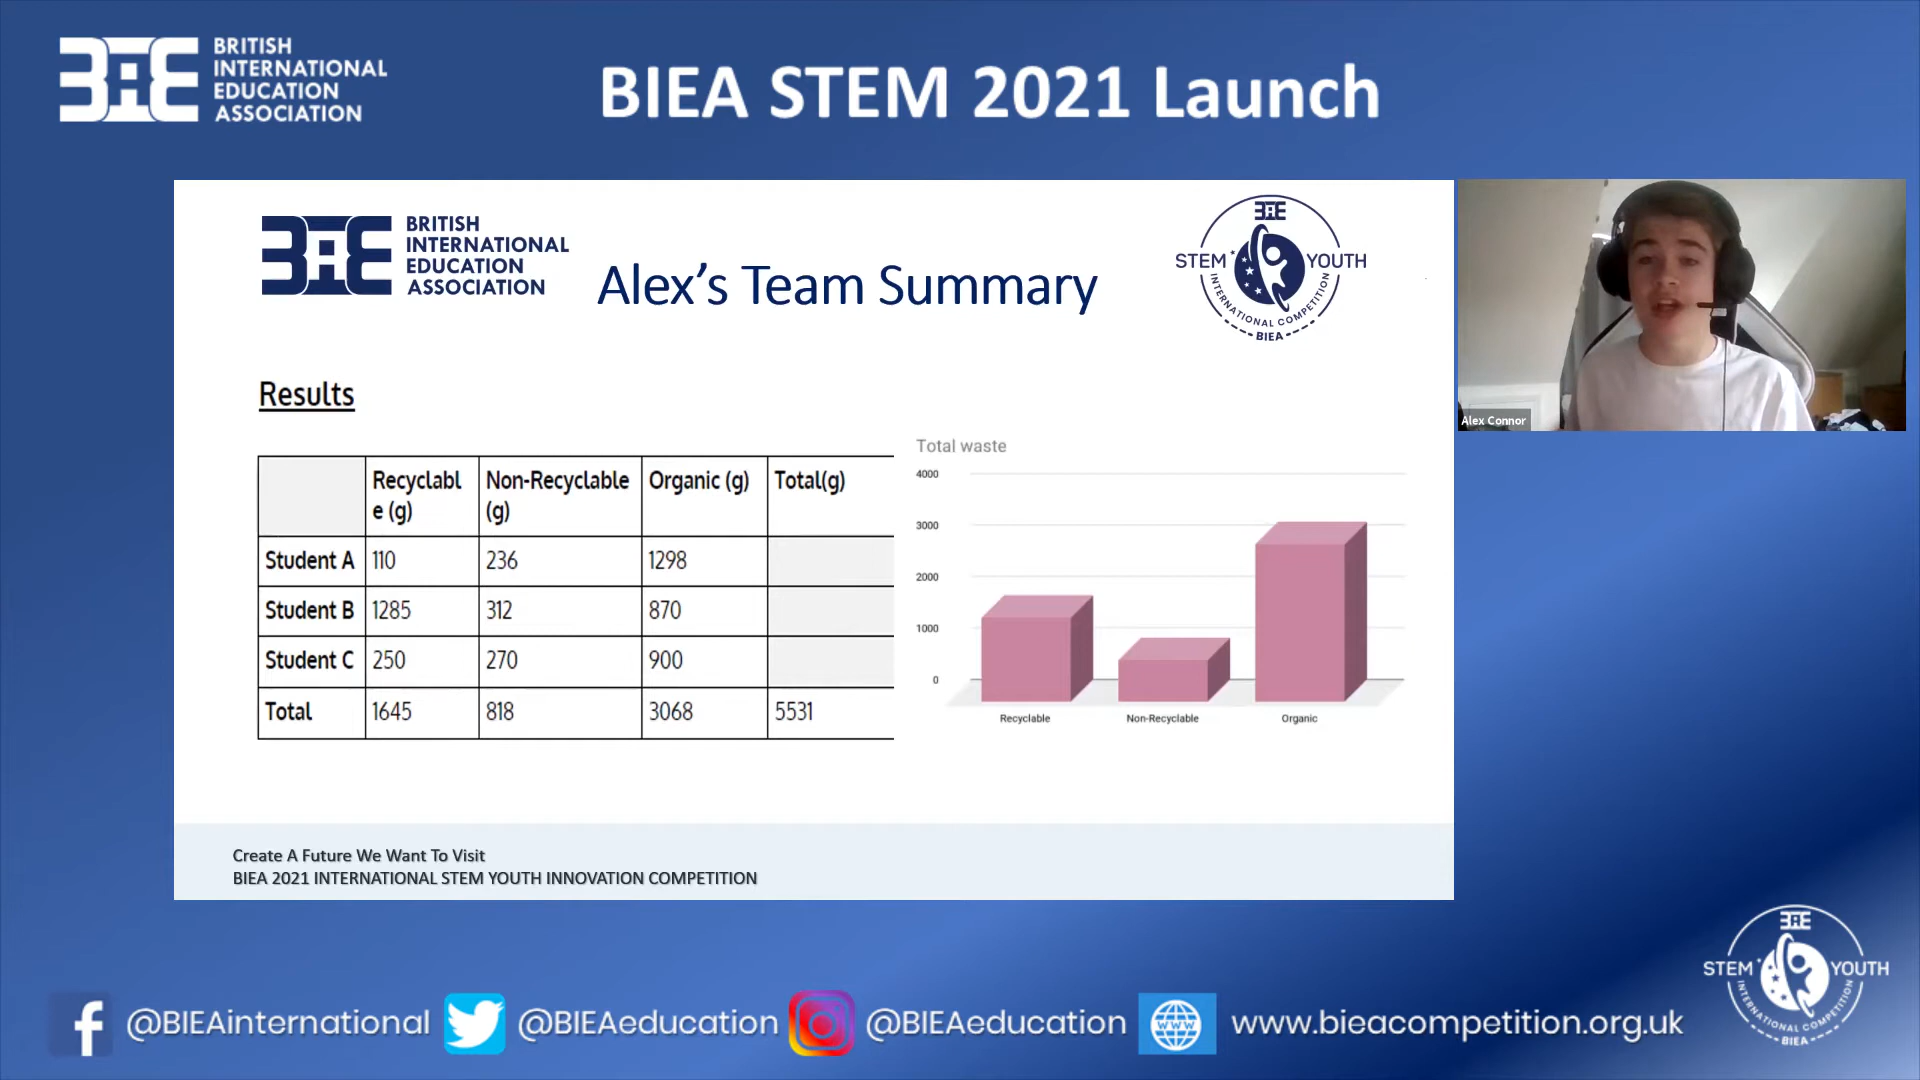 BRITISH
INTERNATIONAL
EDUCATION
ASSOCIATION
BIEA STEM 2021 Launch
BRITISH
INTERNATIONAL
EDUCATION
ASSOCIATION
Alex's Team Summary
STEM YOUTH
INTERNATIONAL COMPETITION
BIEA
Alex Connor
Results
Recyclabl
e (g)
Non-Recyclable
(g)
Organic (g)
Total(g)
Student A 110 236 1298
Student B 1285 312 870
Student C 250 270 900
Total 1645 818 3068 5531
Total waste
4000
3000
2000
1000
0
Recyclable Non-Recyclable Organic
Create A Future We Want To Visit
BIEA 2021 INTERNATIONAL STEM YOUTH INNOVATION COMPETITION
STEM YOUTH
INTERNATIONAL COMPETITION
BIEA
@BIEAinternational @BIEAeducation @BIEAeducation www www.bieacompetition.org.uk